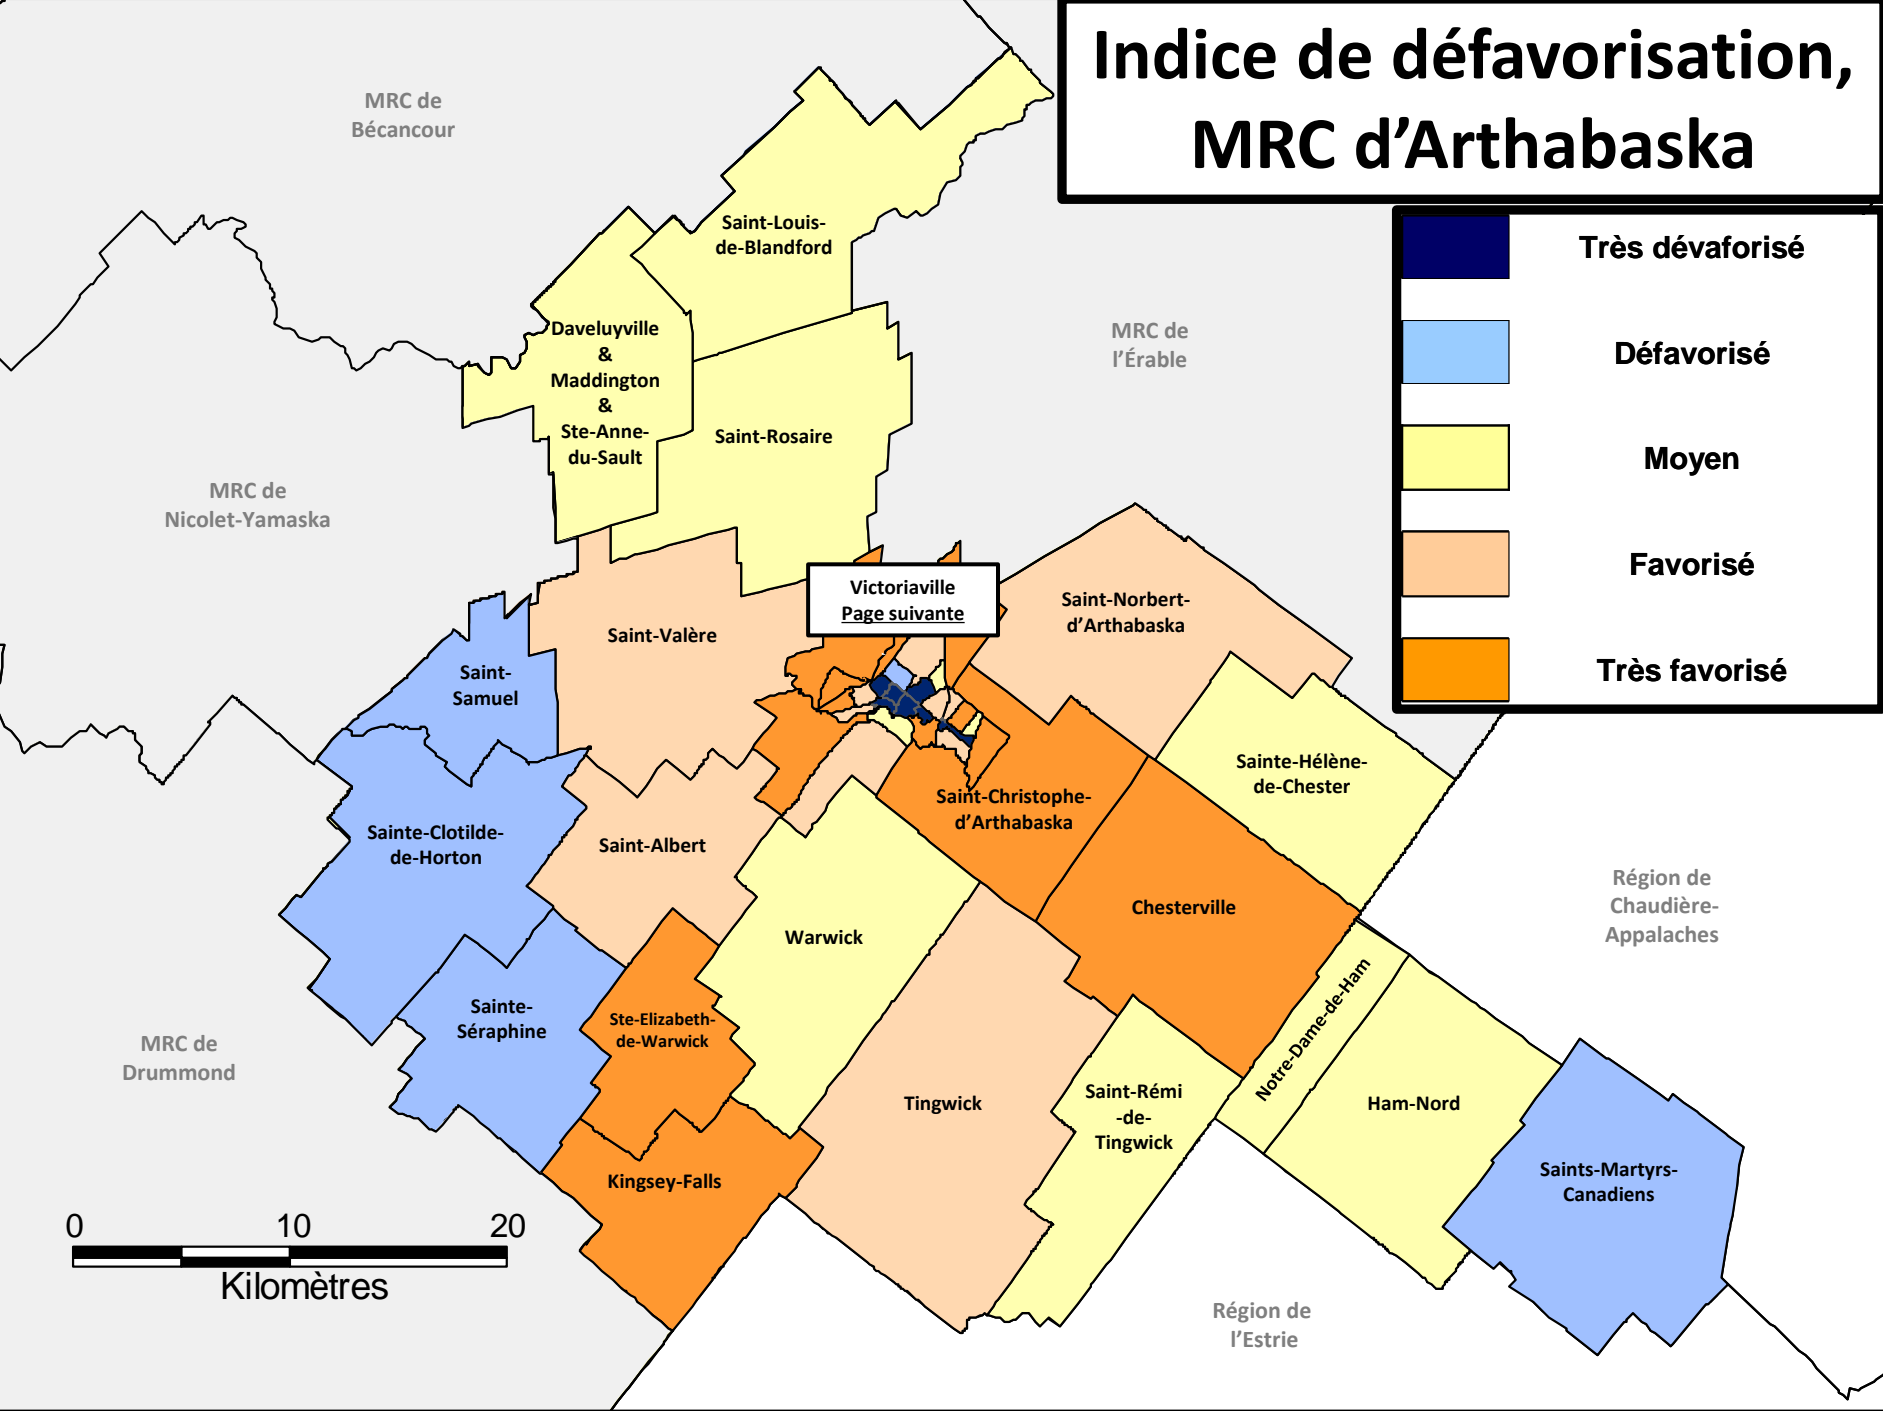 Indice de défavorisation,
MRC d'Arthabaska
Très dévaforisé
Défavorisé
Moyen
Favorisé
Très favorisé
MRC de
Bécancour
Saint-Louis-
de-Blandford
MRC de
l'Érable
Daveluyville
&
Maddington
&
Ste-Anne-
du-Sault
Saint-Rosaire
MRC de
Nicolet-Yamaska
Victoriaville
Page suivante
Saint-Norbert-
d'Arthabaska
Saint-Valère
Saint-
Samuel
Sainte-Hélène-
de-Chester
Saint-Christophe-
d'Arthabaska
Sainte-Clotilde-
de-Horton
Saint-Albert
Région de
Chaudière-
Appalaches
Chesterville
Warwick
Notre-Dame-de-Ham
Sainte-
Séraphine
Ste-Elizabeth-
de-Warwick
MRC de
Drummond
Tingwick
Saint-Rémi
-de-
Tingwick
Ham-Nord
Kingsey-Falls
Saints-Martyrs-
Canadiens
0 10 20
Kilomètres
Région de
l'Estrie